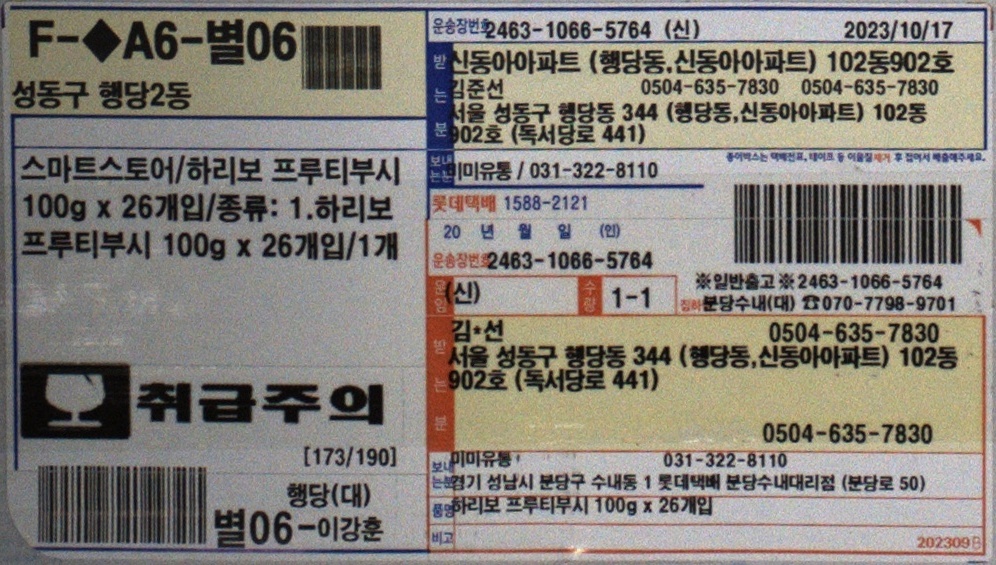 F-◆A6-별06
성동구 행당2동
스마트스토어/하리보 프루티부시
100g x 26개입/종류: 1.하리보
프루티부시 100g x 26개입/1개
취급주의
[173/190]
행당(대)
별06-이강훈
운송장번호 2463-1066-5764 (신) 2023/10/17
받는분
신동아아파트 (행당동,신동아아파트) 102동902호
김준선 0504-635-7830 0504-635-7830
서울 성동구 행당동 344 (행당동,신동아아파트) 102동
902호 (독서당로 441)
종이박스는 택배전표, 테이프 등 이물질제거 후 접어서 배출해주세요.
보내는분 미미유통 / 031-322-8110
롯데택배 1588-2121
20 년 월 일 (인)
운송장번호 2463-1066-5764
※일반출고※2463-1066-5764
운임 (신) 수량 1-1
집하 분당수내(대) ☎070-7798-9701
받는분
김*선 0504-635-7830
서울 성동구 행당동 344 (행당동,신동아아파트) 102동
902호 (독서당로 441)
0504-635-7830
보내는분 미미유통 031-322-8110
경기 성남시 분당구 수내동 1 롯데택배 분당수내대리점 (분당로 50)
품명 하리보 프루티부시 100g x 26개입
비고
202309B